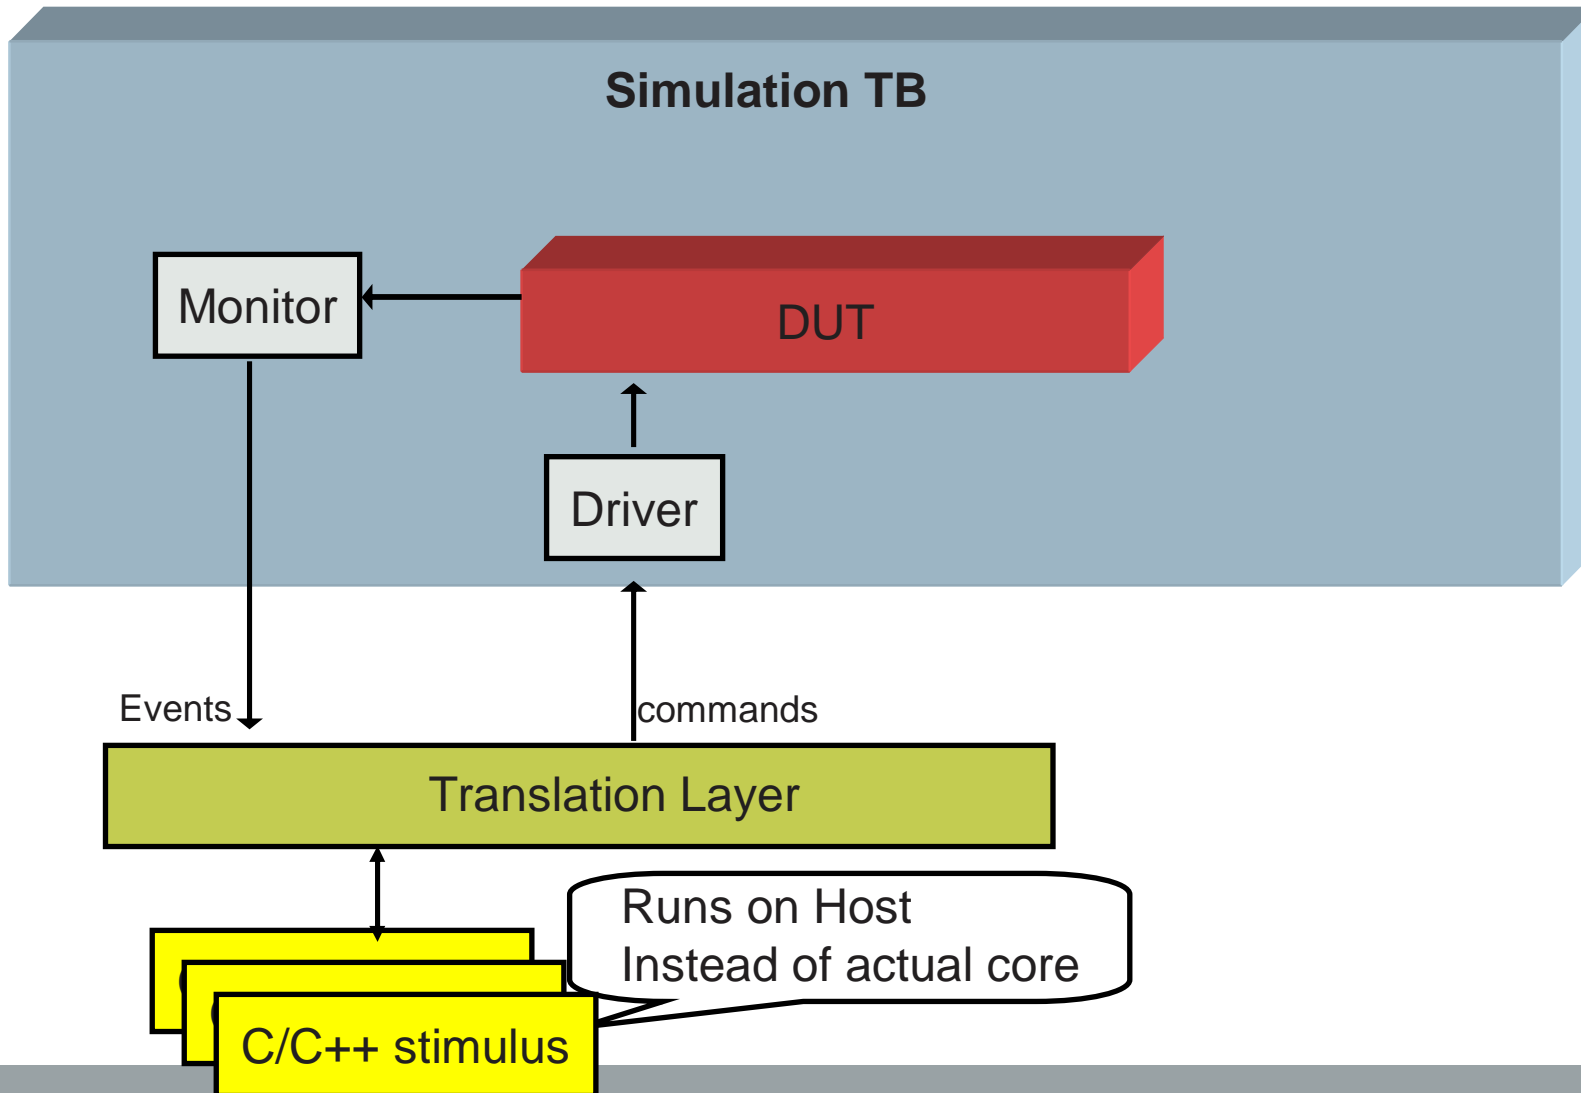 Simulation TB
Monitor
DUT
Driver
Events
commands
Translation Layer
Runs on Host
Instead of actual core
C/C++ stimulus